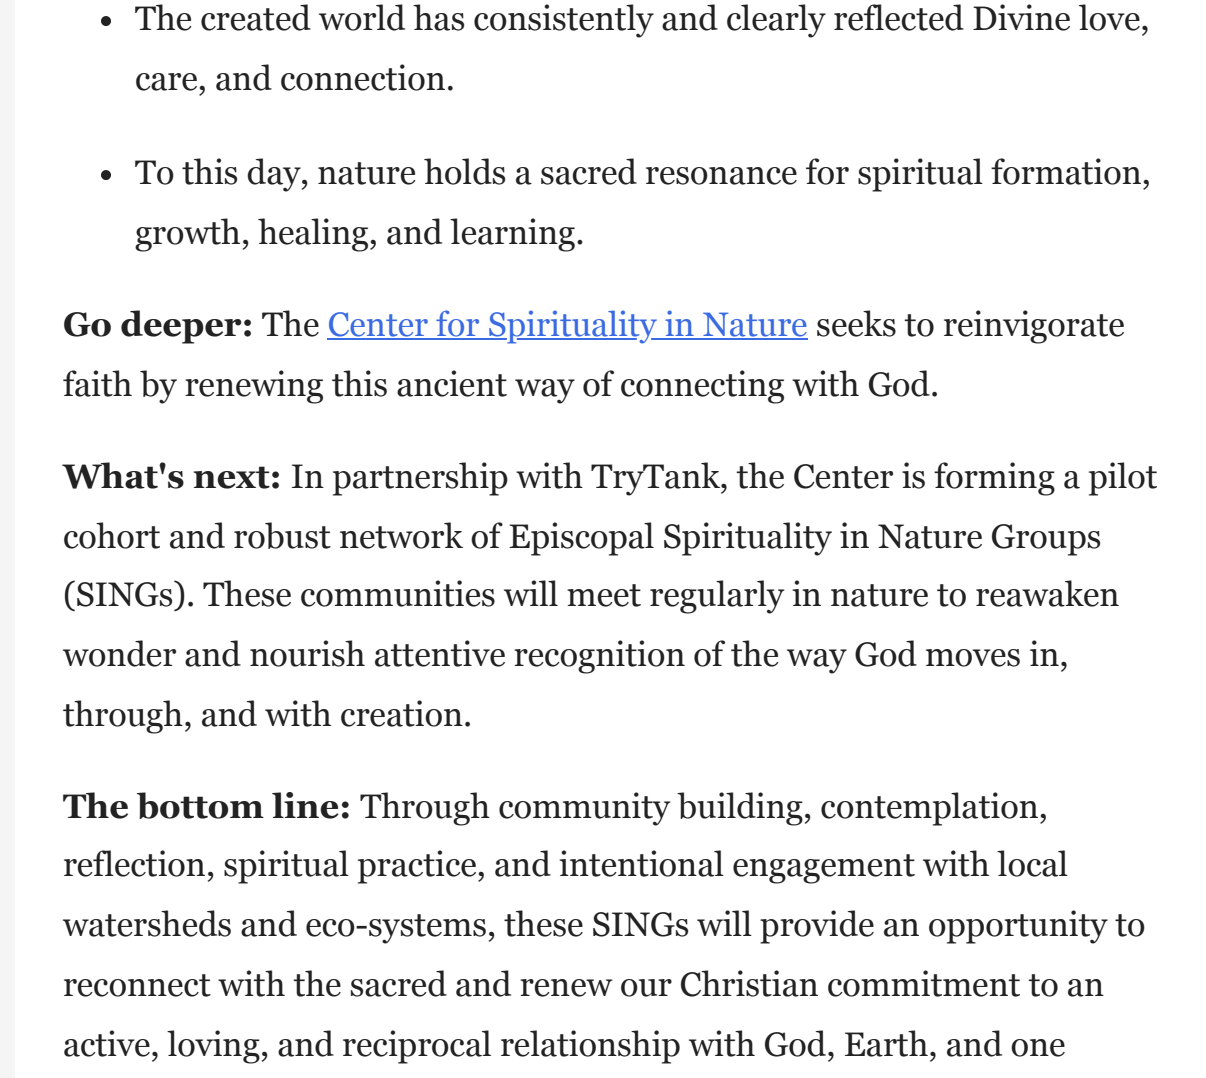 • The created world has consistently and clearly reflected Divine love,
care, and connection.
• To this day, nature holds a sacred resonance for spiritual formation,
growth, healing, and learning.
Go deeper: The Center for Spirituality in Nature seeks to reinvigorate
faith by renewing this ancient way of connecting with God.
What's next: In partnership with TryTank, the Center is forming a pilot
cohort and robust network of Episcopal Spirituality in Nature Groups
(SINGs). These communities will meet regularly in nature to reawaken
wonder and nourish attentive recognition of the way God moves in,
through, and with creation.
The bottom line: Through community building, contemplation,
reflection, spiritual practice, and intentional engagement with local
watersheds and eco-systems, these SINGs will provide an opportunity to
reconnect with the sacred and renew our Christian commitment to an
active, loving, and reciprocal relationship with God, Earth, and one